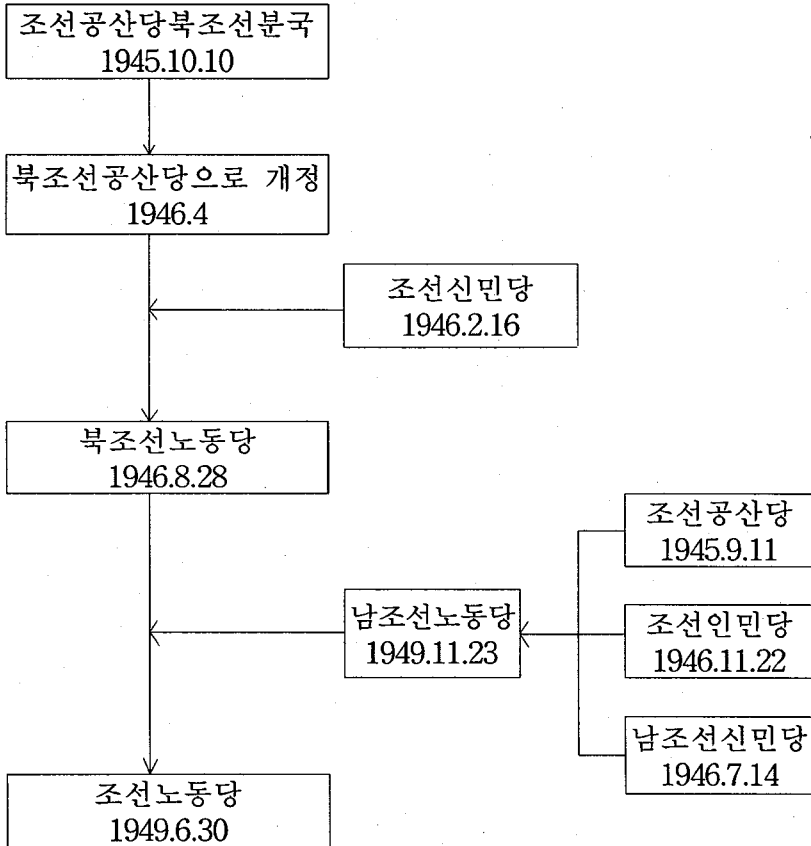 조선공산당북조선분국
1945.10.10
북조선공산당으로 개정
1946.4
조선신민당
1946.2.16
북조선노동당
1946.8.28
조선공산당
1945.9.11
남조선노동당
1949.11.23
조선인민당
1946.11.22
남조선신민당
1946.7.14
조선노동당
1949.6.30